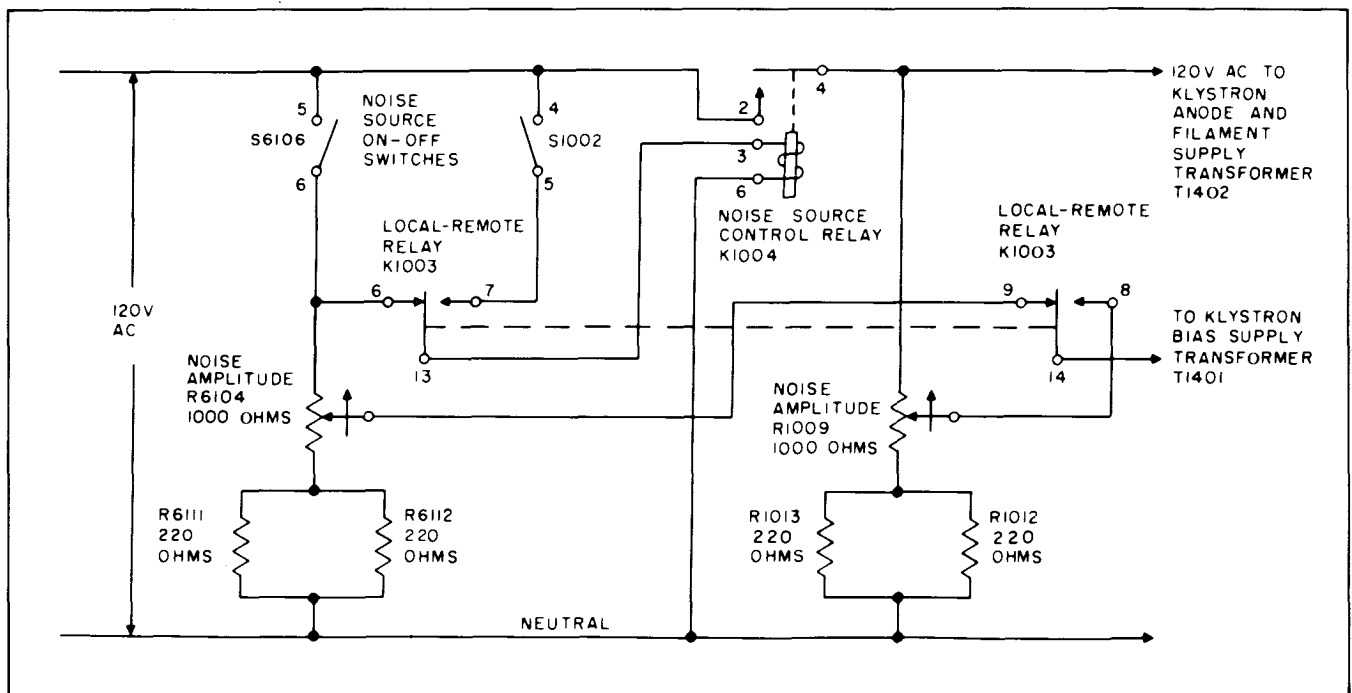 5
S6106
6
NOISE
SOURCE
ON-OFF
SWITCHES
4
S1002
5
2
3
6
4
NOISE SOURCE
CONTROL RELAY
K1004
120V AC TO
KLYSTRON
ANODE AND
FILAMENT
SUPPLY
TRANSFORMER
T1402
LOCAL-REMOTE
RELAY
K1003
6
7
13
LOCAL-REMOTE
RELAY
K1003
9
8
14
120V
AC
TO KLYSTRON
BIAS SUPPLY
TRANSFORMER
T1401
NOISE
AMPLITUDE
R6104
1000 OHMS
NOISE
AMPLITUDE
R1009
1000 OHMS
R6111
220
OHMS
R6112
220
OHMS
R1013
220
OHMS
R1012
220
OHMS
NEUTRAL